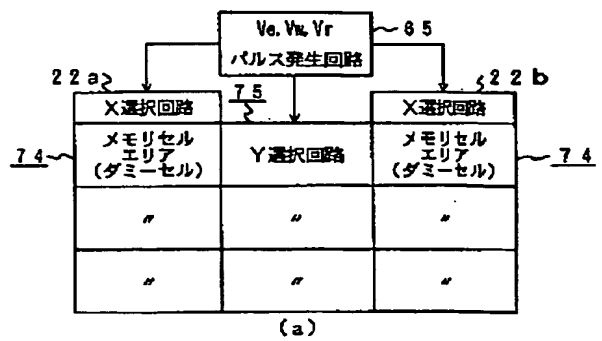 Ve.Vw.Vr
パルス発生回路
65
22a
75
22b
X選択回路
X選択回路
74
メモリセル
エリア
(ダミーセル)
Y選択回路
メモリセル
エリア
(ダミーセル)
74
〃
〃
〃
〃
〃
〃
(a)